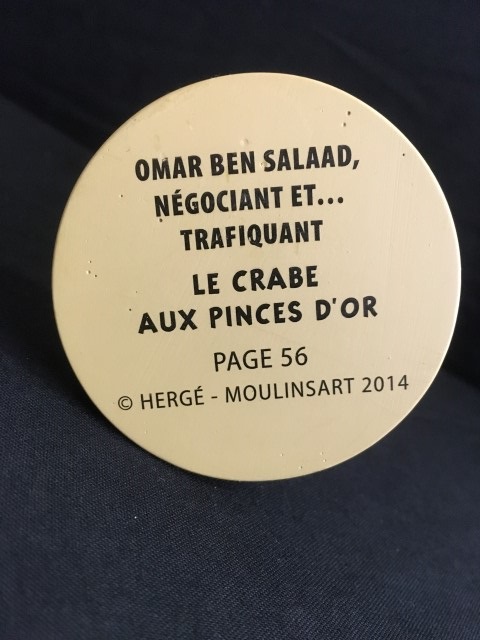 OMAR BEN SALAAD,
NÉGOCIANT ET...
TRAFIQUANT
LE CRABE
AUX PINCES D'OR
PAGE 56
© HERGÉ - MOULINSART 2014